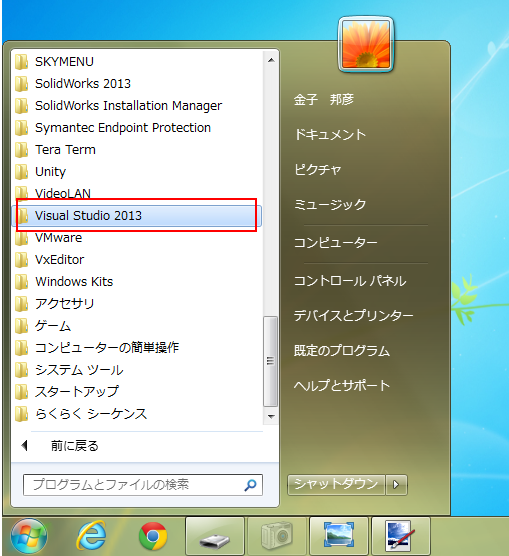 SKYMENU
SolidWorks 2013
SolidWorks Installation Manager
Symantec Endpoint Protection
Tera Term
Unity
VideoLAN
Visual Studio 2013
VMware
VxEditor
Windows Kits
アクセサリ
ゲーム
コンピューターの簡単操作
システム ツール
スタートアップ
らくらく シーケンス
前に戻る
プログラムとファイルの検索
金子 邦彦
ドキュメント
ピクチャ
ミュージック
コンピューター
コントロール パネル
デバイスとプリンター
既定のプログラム
ヘルプとサポート
シャットダウン